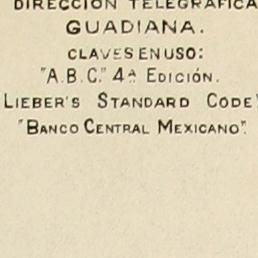 DIRECCION TELEGRAFICA
GUADIANA.
CLAVES EN USO:
"A.B.C." 4ª EDICIÓN.
LIEBER'S STANDARD CODE"
"BANCO CENTRAL MEXICANO".